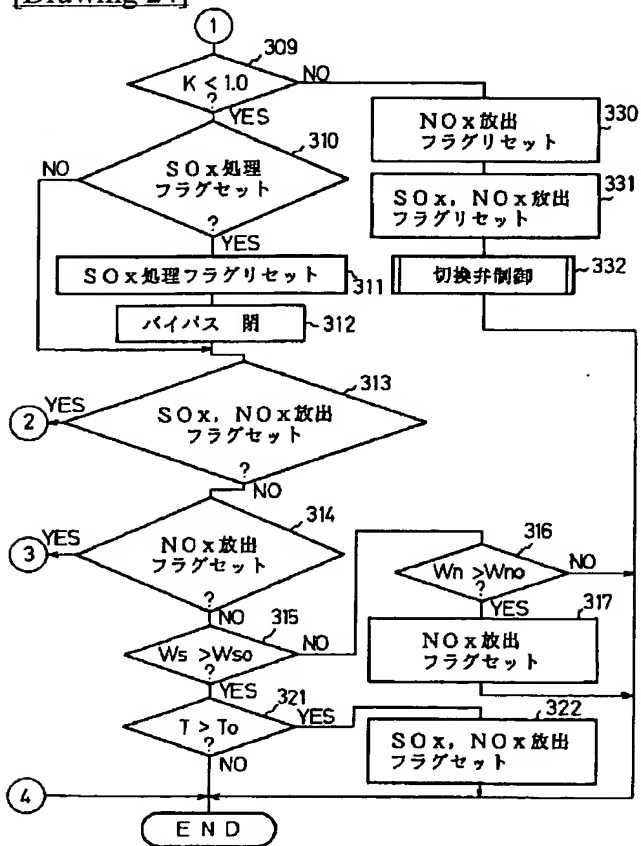 [Drawing 24]
1
309
K < 1.0
?
NO
YES
310
330
NOx放出
フラグリセット
NO
SOx処理
フラグセット
?
331
SOx, NOx放出
フラグリセット
YES
SOx処理フラグリセット
311
切換弁制御
332
バイパス 閉
312
313
2
YES
SOx, NOx放出
フラグセット
?
NO
314
3
YES
NOx放出
フラグセット
?
NO
316
Wn >Wno
?
NO
YES
315
Ws >Wso
?
NO
317
NOx放出
フラグセット
YES
321
T > To
?
YES
322
SOx, NOx放出
フラグセット
NO
4
END